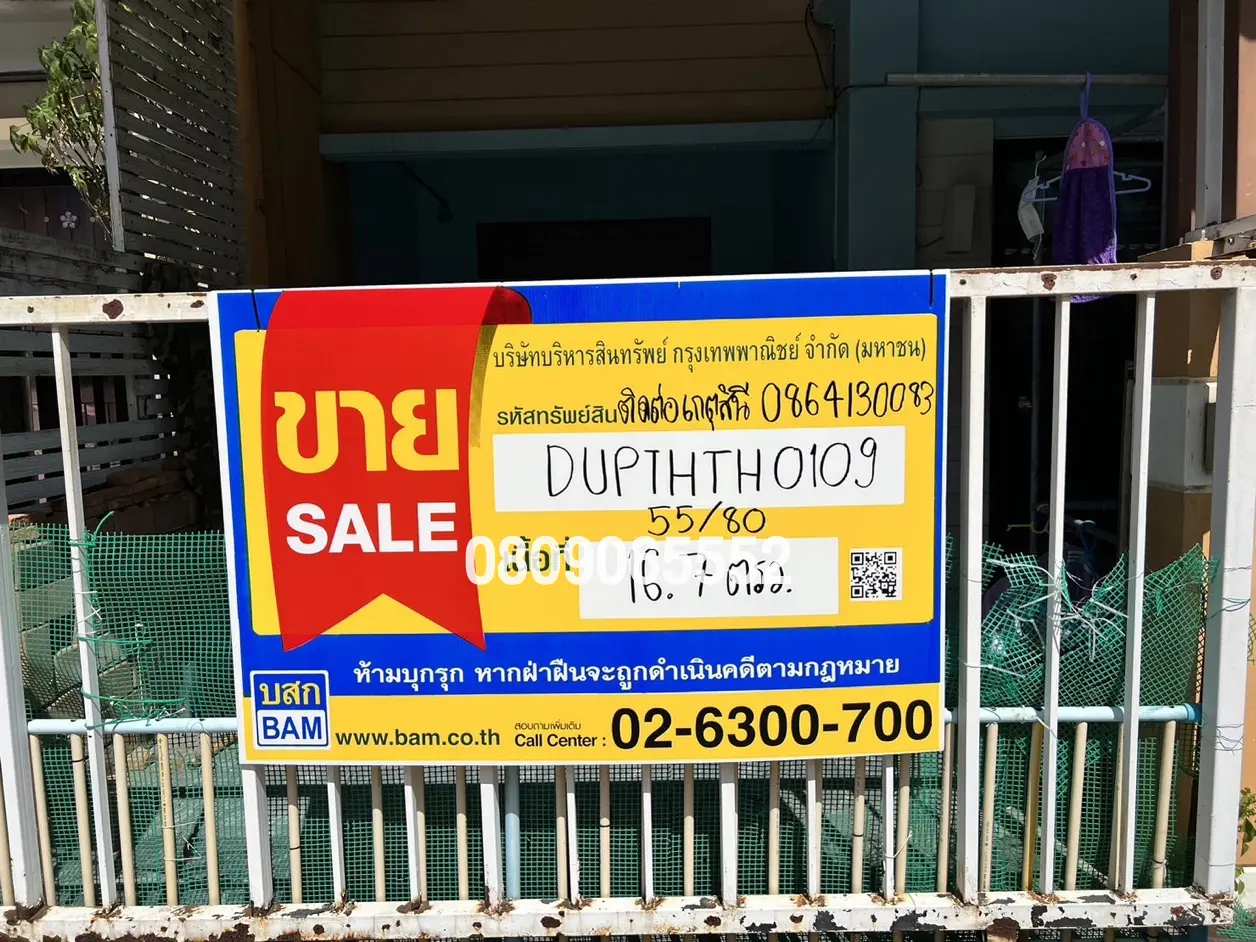 บริษัทบริหารสินทรัพย์ กรุงเทพพาณิชย์ จำกัด (มหาชน)
ขาย
SALE
รหัสทรัพย์สิน ติดต่อ 0864130083
DUPTHTH0109
55/80
เนื้อที่ 16.7 ตรว.
0809065552
ห้ามบุกรุก หากฝ่าฝืนจะถูกดำเนินคดีตามกฎหมาย
บสก
BAM
www.bam.co.th สอบถามเพิ่มเติม
Call Center : 02-6300-700